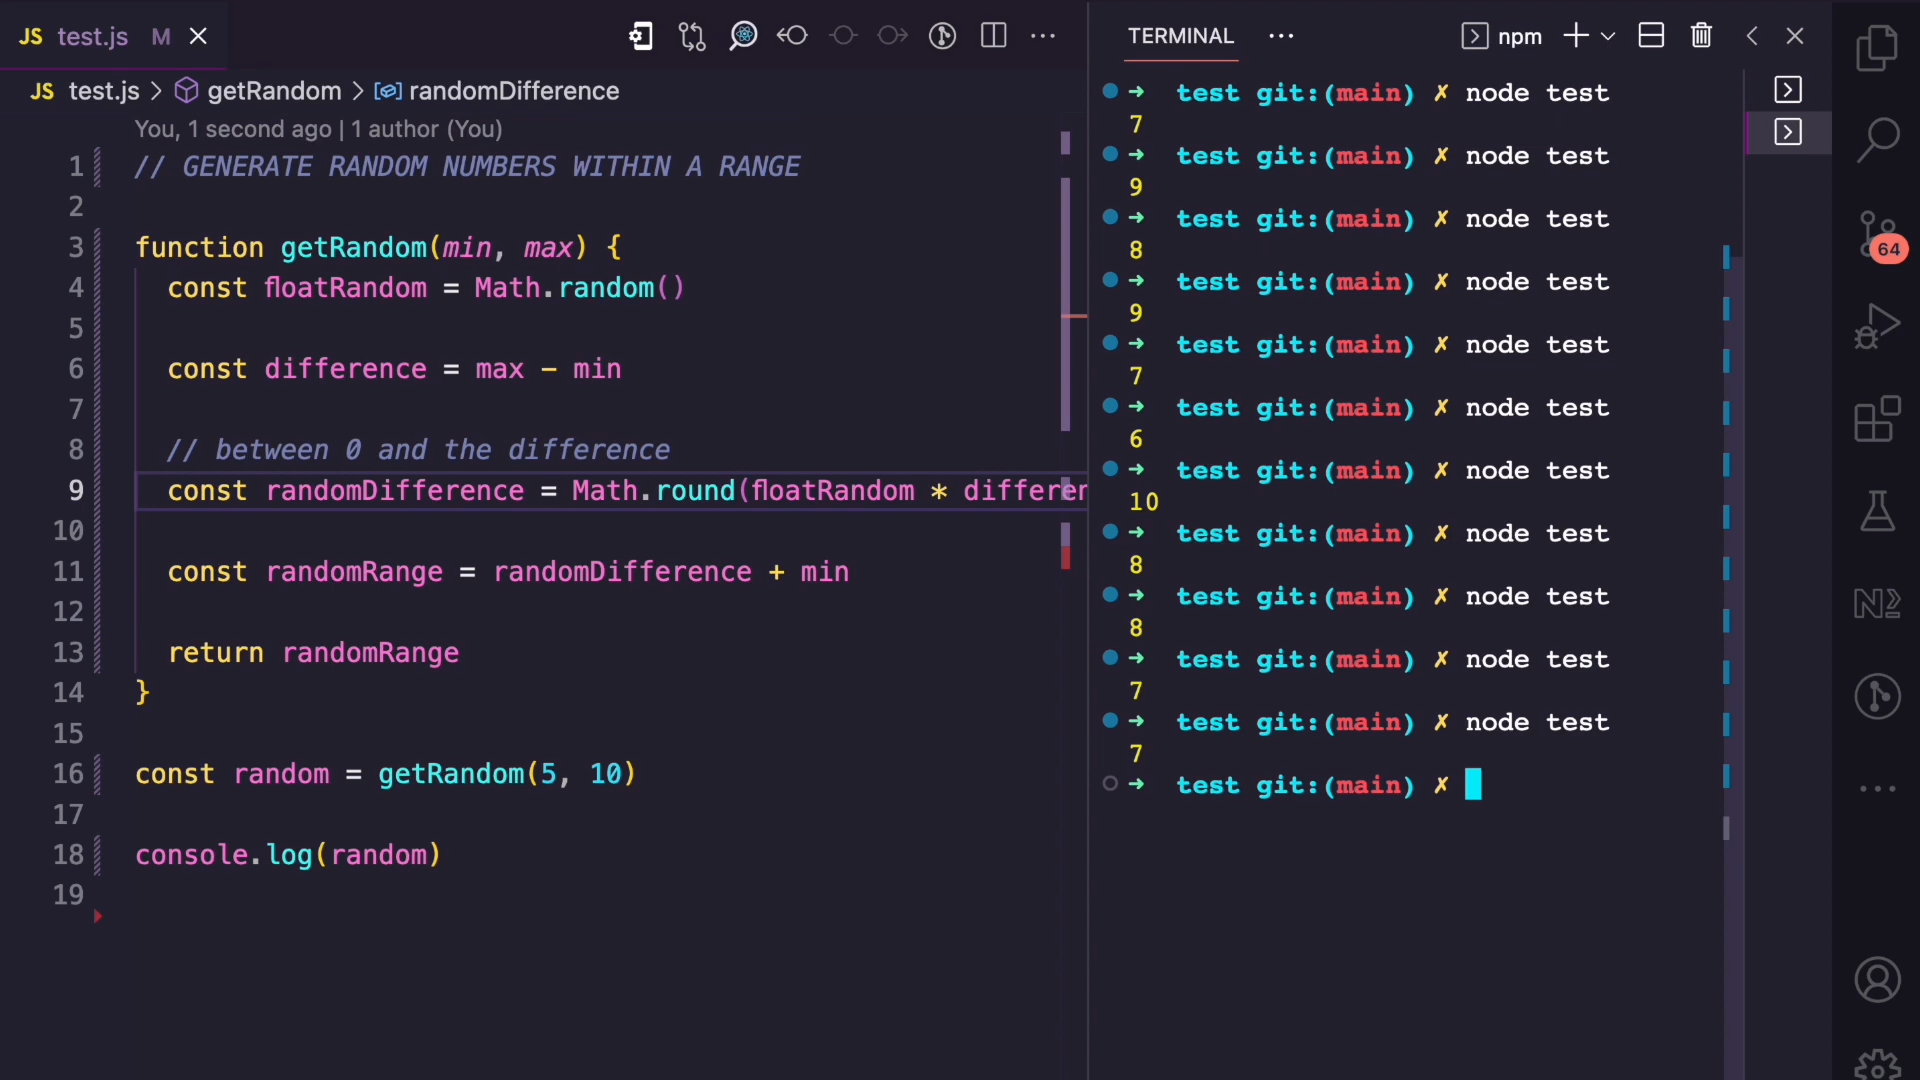 JS test.js M
JS test.js > getRandom > randomDifference
You, 1 second ago | 1 author (You)
1 // GENERATE RANDOM NUMBERS WITHIN A RANGE
2
3 function getRandom(min, max) {
4 const floatRandom = Math.random()
5
6 const difference = max - min
7
8 // between 0 and the difference
9 const randomDifference = Math.round(floatRandom * differen
10
11 const randomRange = randomDifference + min
12
13 return randomRange
14 }
15
16 const random = getRandom(5, 10)
17
18 console.log(random)
19
TERMINAL ··· npm
→ test git:(main) ✗ node test
7
→ test git:(main) ✗ node test
9
→ test git:(main) ✗ node test
8
→ test git:(main) ✗ node test
9
→ test git:(main) ✗ node test
7
→ test git:(main) ✗ node test
6
→ test git:(main) ✗ node test
10
→ test git:(main) ✗ node test
8
→ test git:(main) ✗ node test
8
→ test git:(main) ✗ node test
7
→ test git:(main) ✗ node test
7
→ test git:(main) ✗
64